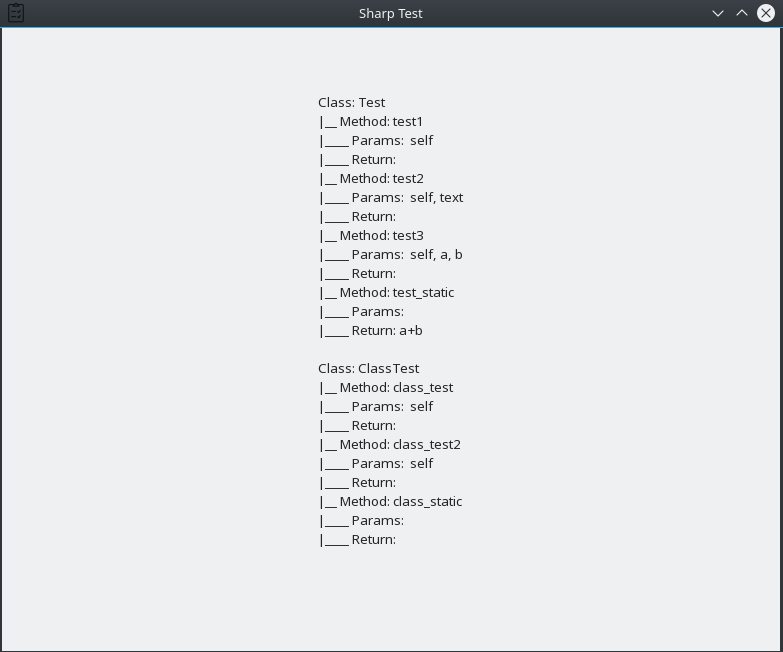 Sharp Test
Class: Test
|__ Method: test1
|____ Params:  self
|____ Return:
|__ Method: test2
|____ Params:  self, text
|____ Return:
|__ Method: test3
|____ Params:  self, a, b
|____ Return:
|__ Method: test_static
|____ Params:
|____ Return: a+b
Class: ClassTest
|__ Method: class_test
|____ Params:  self
|____ Return:
|__ Method: class_test2
|____ Params:  self
|____ Return:
|__ Method: class_static
|____ Params:
|____ Return: